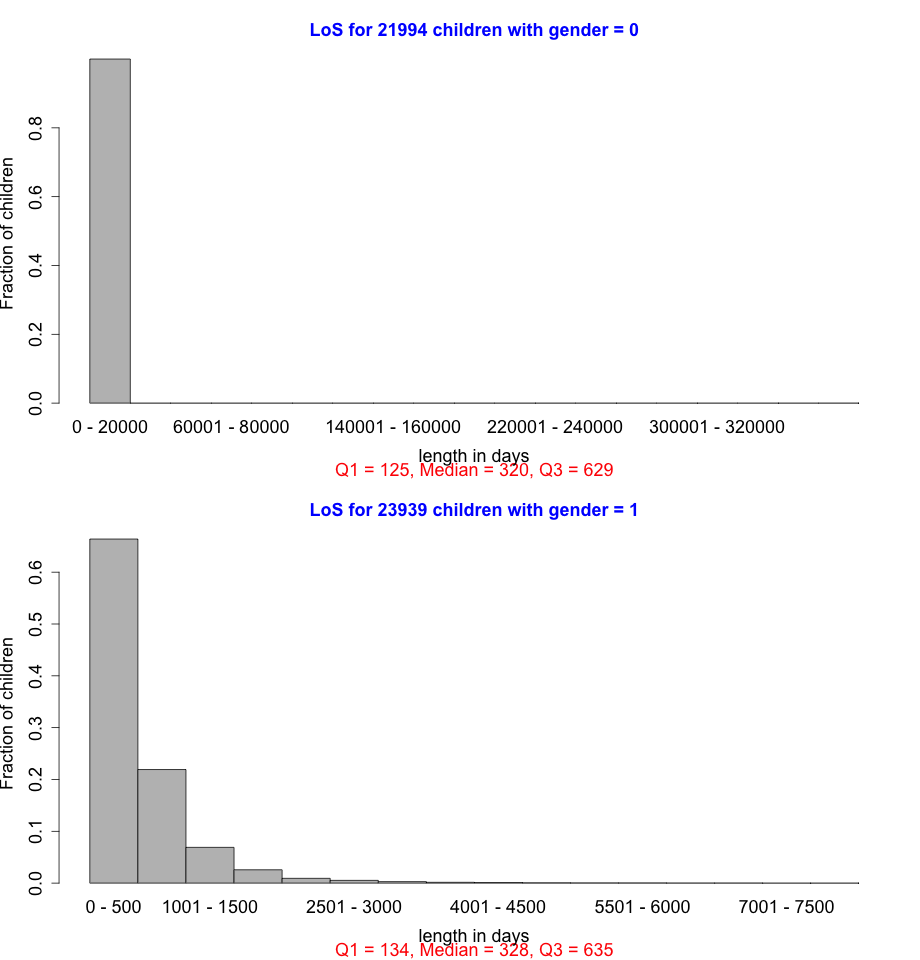 LoS for 21994 children with gender = 0
Fraction of children
0.8
0.6
0.4
0.2
0.0
0 - 20000 60001 - 80000 140001 - 160000 220001 - 240000 300001 - 320000
length in days
Q1 = 125, Median = 320, Q3 = 629
LoS for 23939 children with gender = 1
Fraction of children
0.6
0.5
0.4
0.3
0.2
0.1
0.0
0 - 500 1001 - 1500 2501 - 3000 4001 - 4500 5501 - 6000 7001 - 7500
length in days
Q1 = 134, Median = 328, Q3 = 635